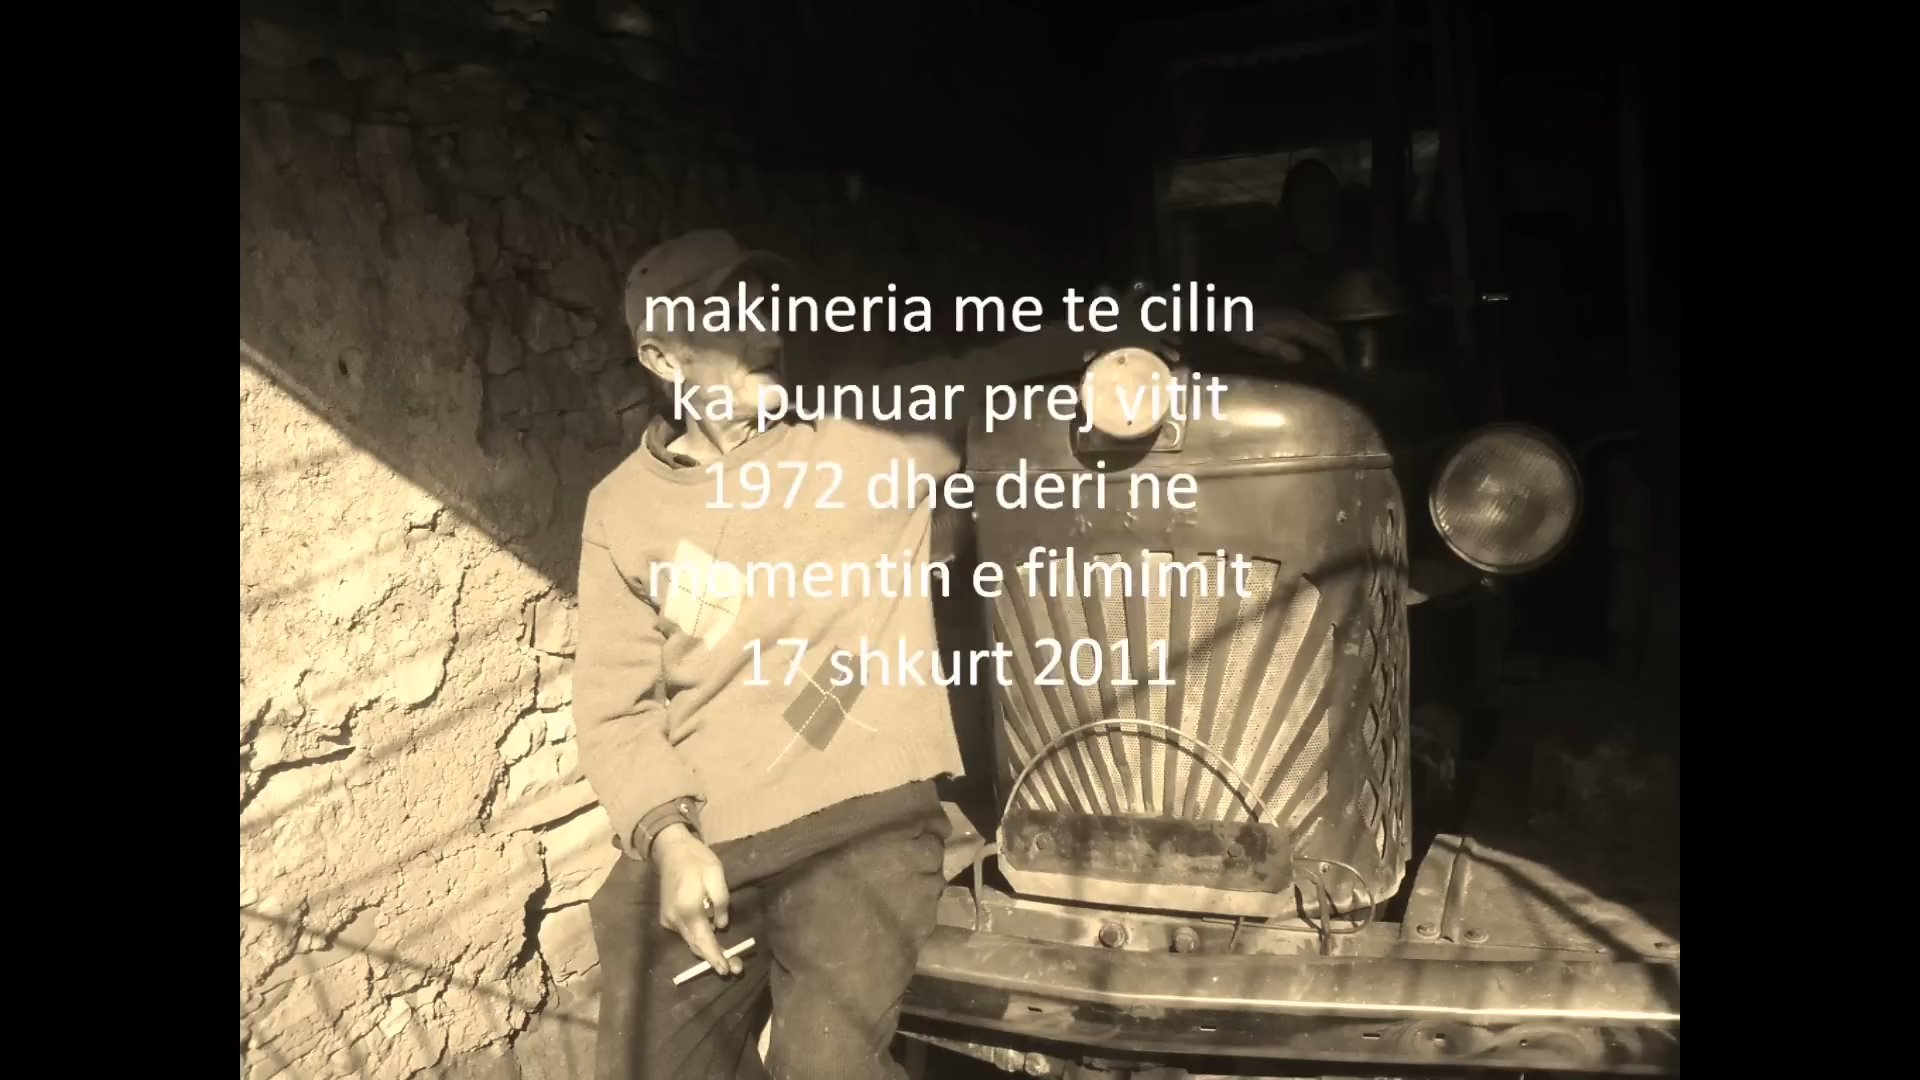 makineria me te cilin
ka punuar prej vitit
1972 dhe deri ne
momentin e filmimit
17 shkurt 2011